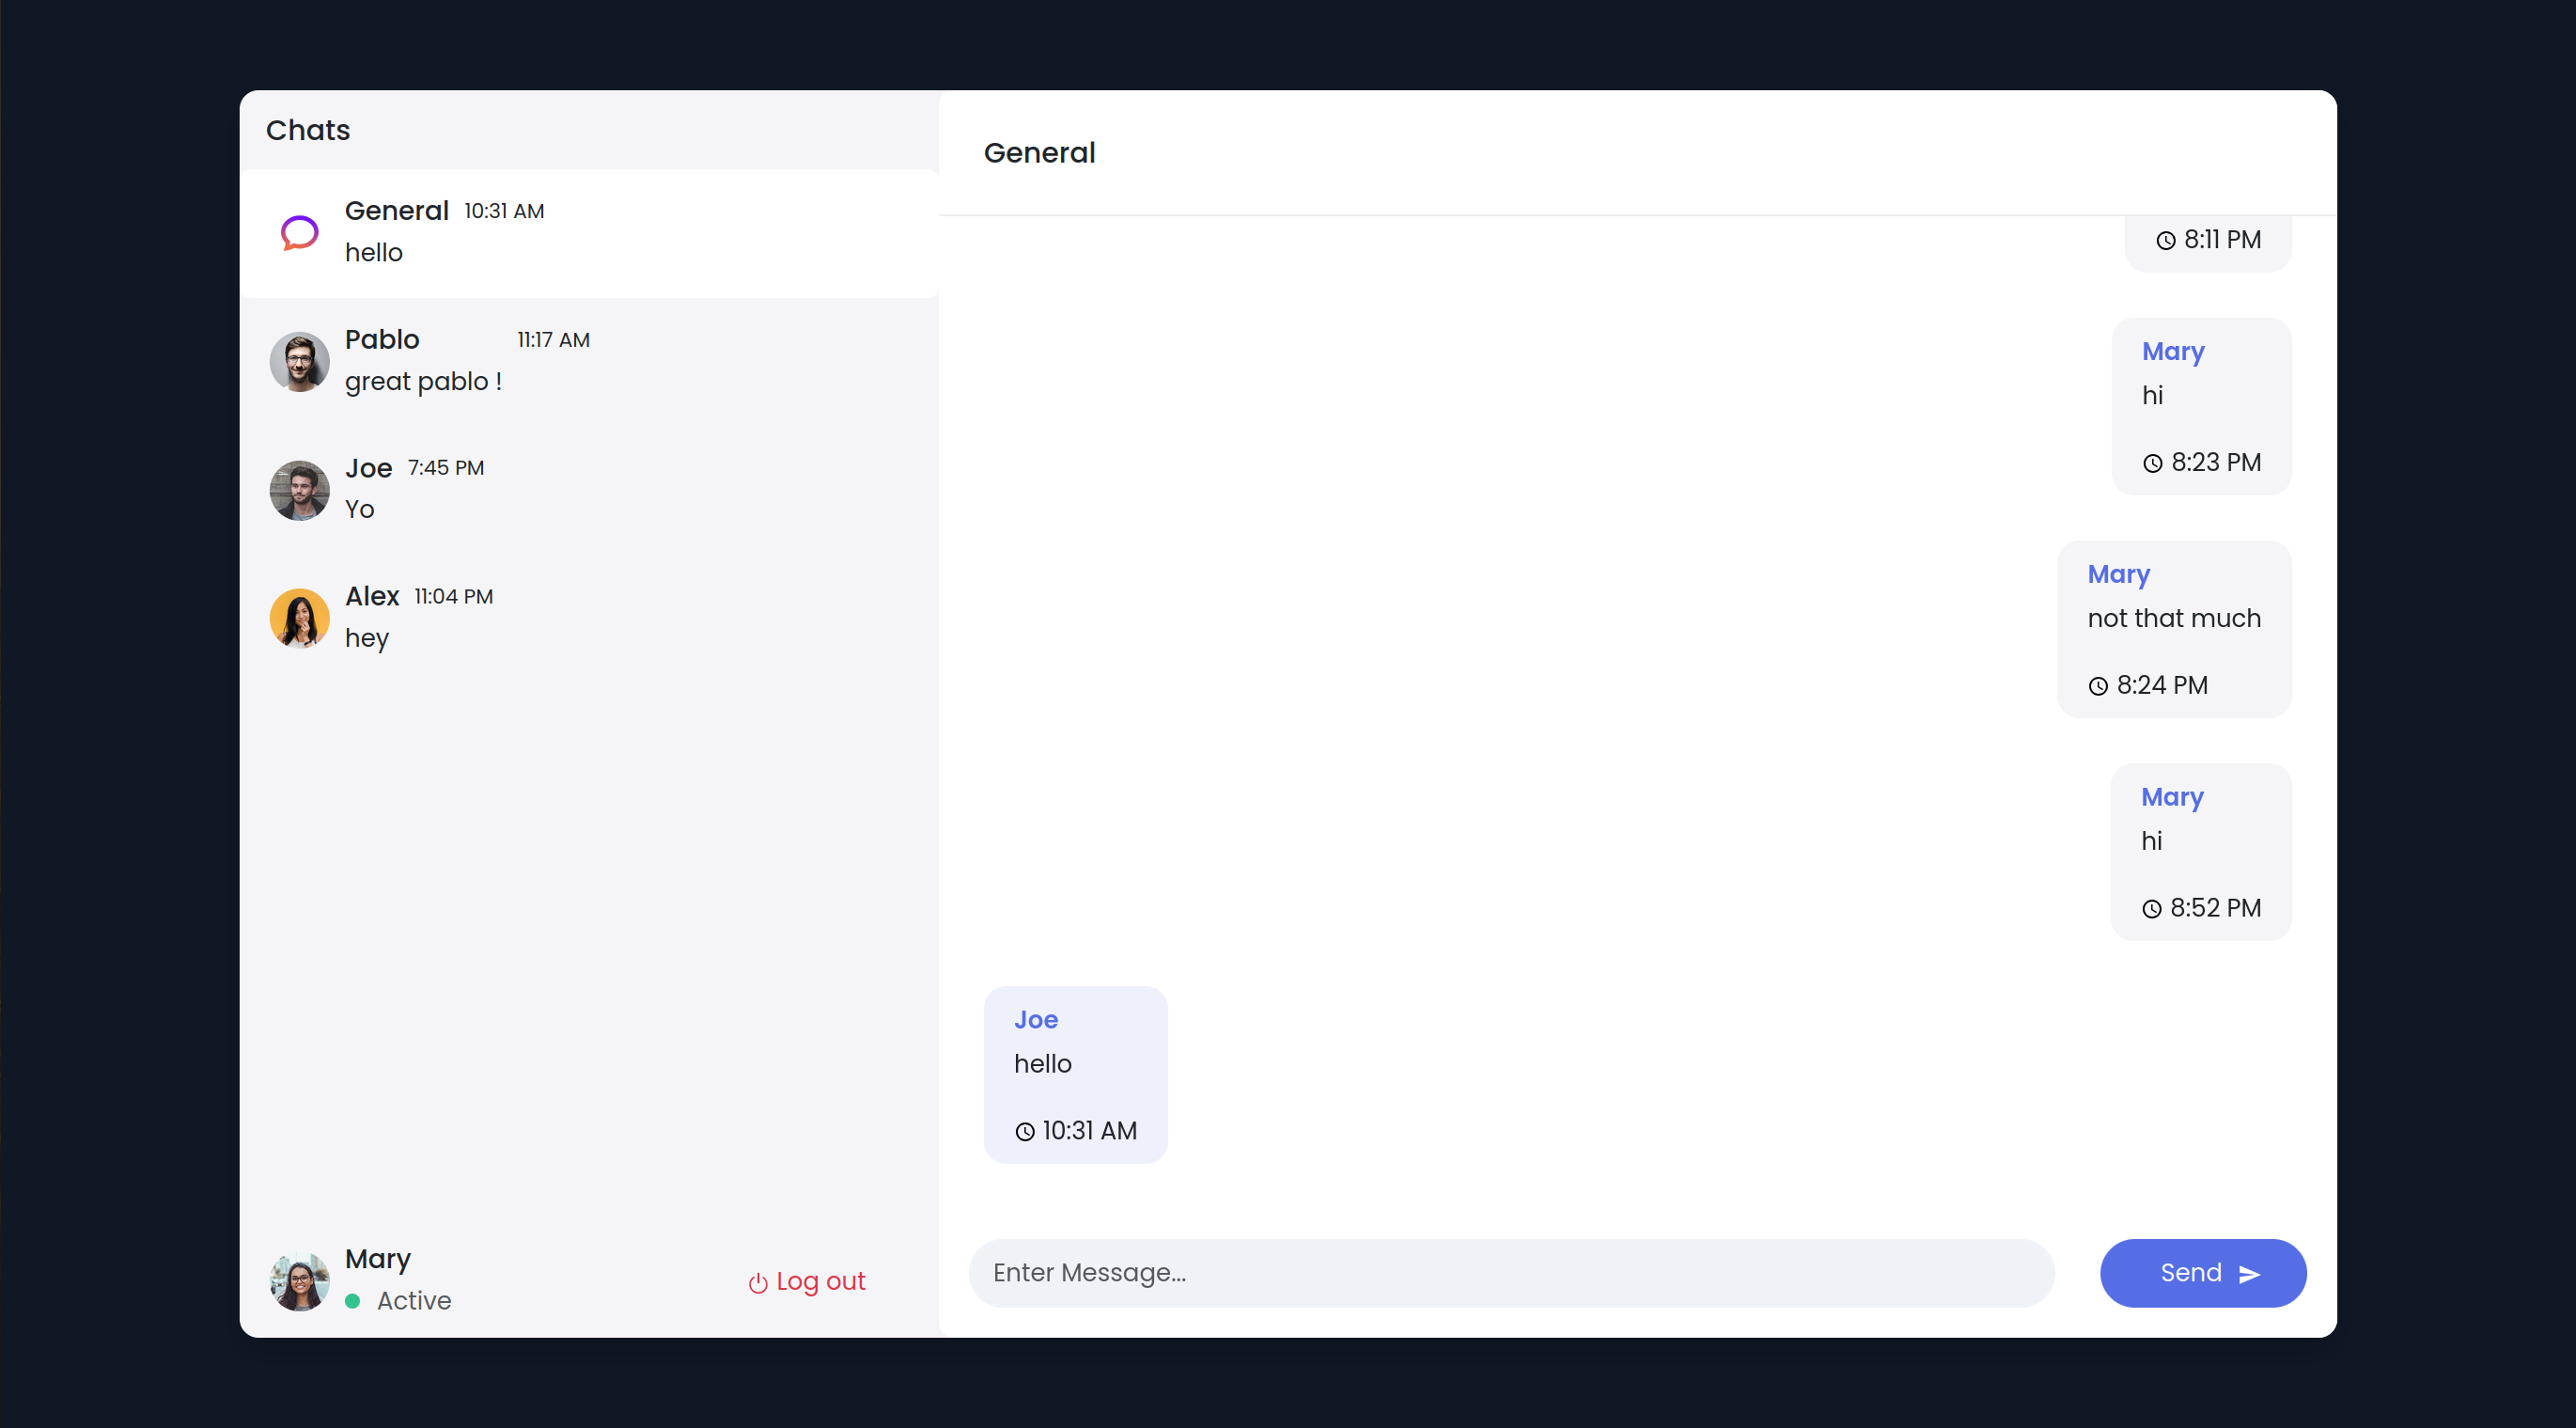 Chats
General 10:31 AM
hello
Pablo 11:17 AM
great pablo !
Joe 7:45 PM
Yo
Alex 11:04 PM
hey
Mary
Active
Log out
General
8:11 PM
Mary
hi
8:23 PM
Mary
not that much
8:24 PM
Mary
hi
8:52 PM
Joe
hello
10:31 AM
Enter Message...
Send